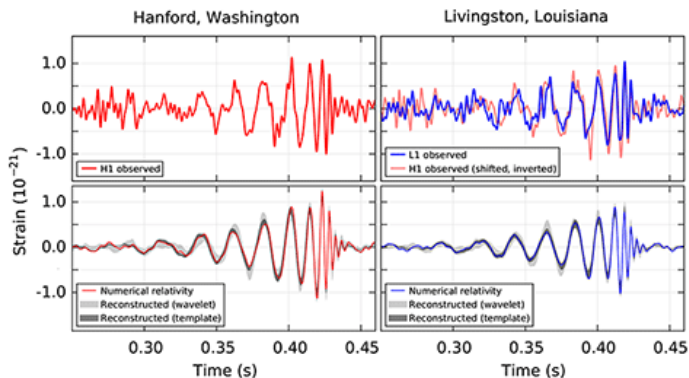 Hanford, Washington
Livingston, Louisiana
Strain (10⁻²¹)
1.0
0.0
-1.0
H1 observed
L1 observed
H1 observed (shifted, inverted)
1.0
0.0
-1.0
Numerical relativity
Reconstructed (wavelet)
Reconstructed (template)
Numerical relativity
Reconstructed (wavelet)
Reconstructed (template)
0.30 0.35 0.40 0.45
0.30 0.35 0.40 0.45
Time (s)
Time (s)